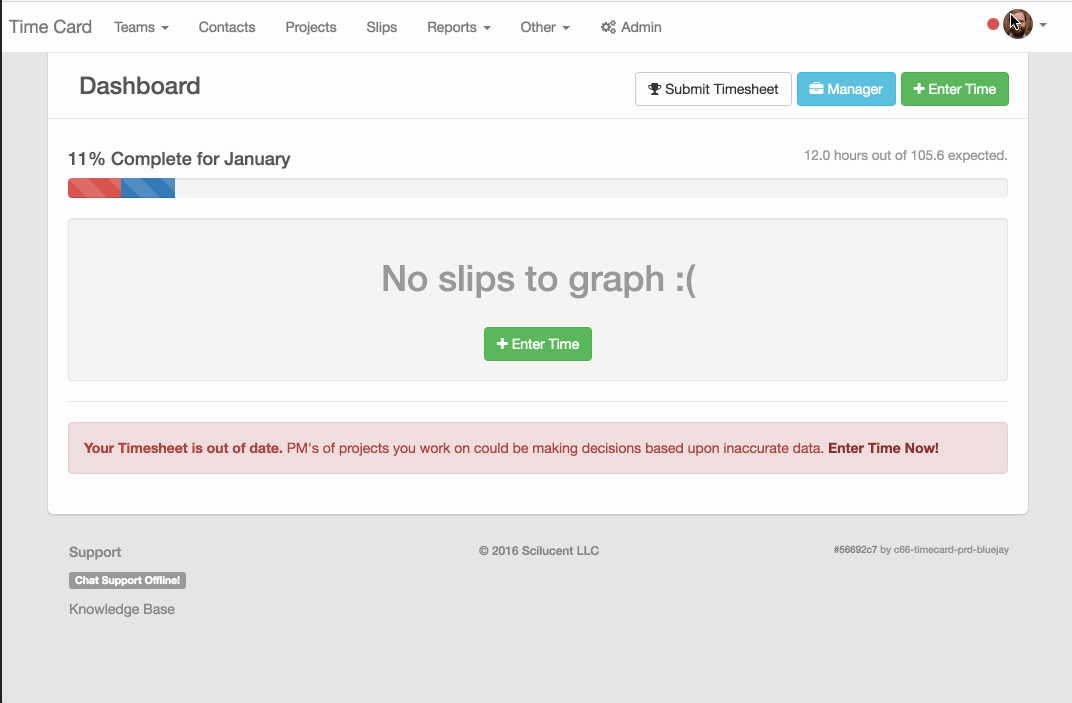 Time Card Teams Contacts Projects Slips Reports Other Admin
Dashboard Submit Timesheet Manager Enter Time
11% Complete for January 12.0 hours out of 105.6 expected.
No slips to graph :(
Enter Time
Your Timesheet is out of date. PM's of projects you work on could be making decisions based upon inaccurate data. Enter Time Now!
Support © 2016 Scilucent LLC #56692c7 by c66-timecard-prd-bluejay
Chat Support Offline!
Knowledge Base